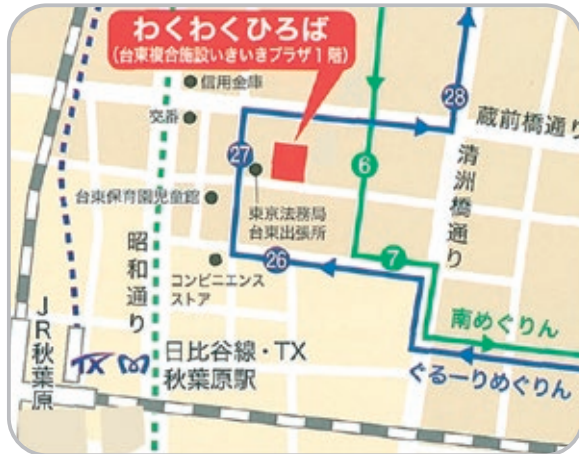 わくわくひろば
(台東複合施設いきいきプラザ1階)
信用金庫
交番
28
蔵前橋通り
27
6
清洲橋通り
台東保育園児童館
東京法務局
台東出張所
昭和通り
26
7
コンビニエンス
ストア
南めぐりん
JR秋葉原
TX
日比谷線・TX
秋葉原駅
ぐるーりめぐりん